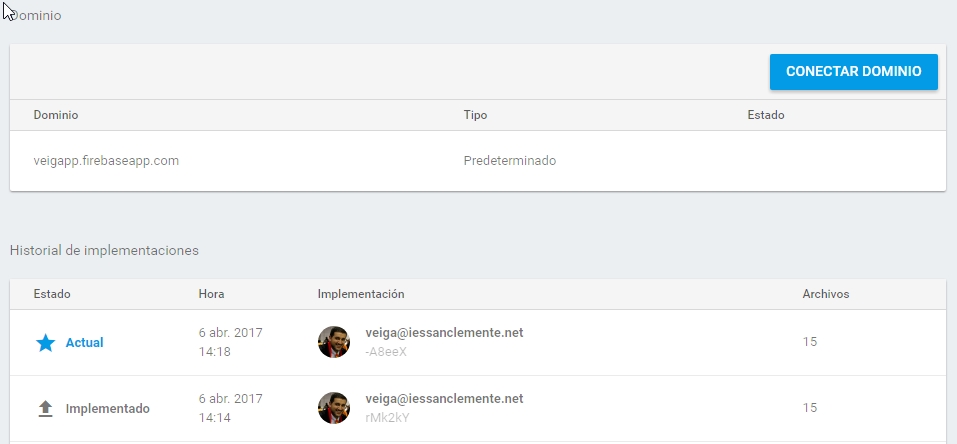 Dominio
CONECTAR DOMINIO
Dominio Tipo Estado
veigapp.firebaseapp.com Predeterminado
Historial de implementaciones
Estado Hora Implementación Archivos
Actual 6 abr. 2017 14:18 veiga@iessanclemente.net -A8eeX 15
Implementado 6 abr. 2017 14:14 veiga@iessanclemente.net rMk2kY 15